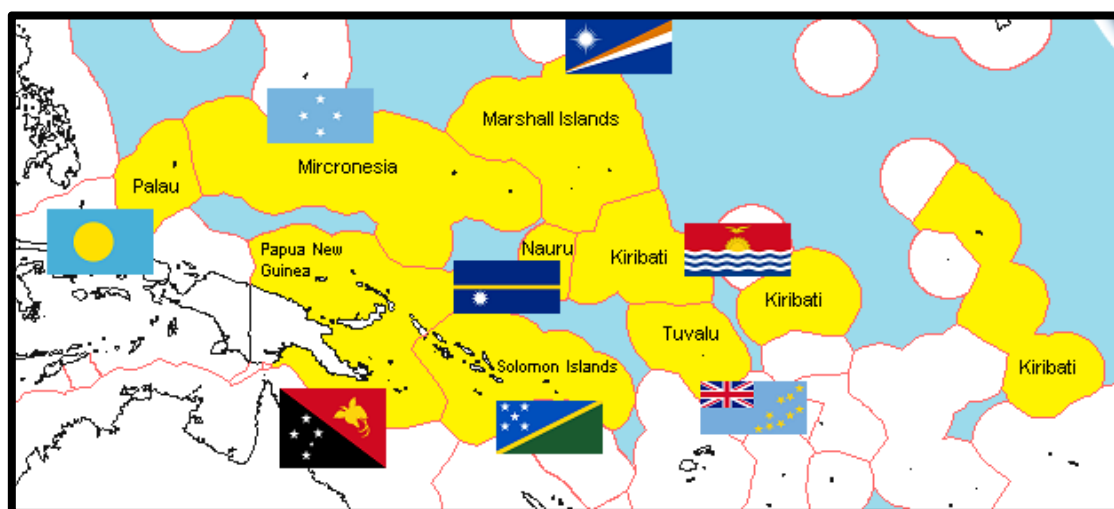 Marshall Islands
Mircronesia
Palau
Papua New
Guinea
Nauru
Kiribati
Kiribati
Tuvalu
Solomon Islands
Kiribati